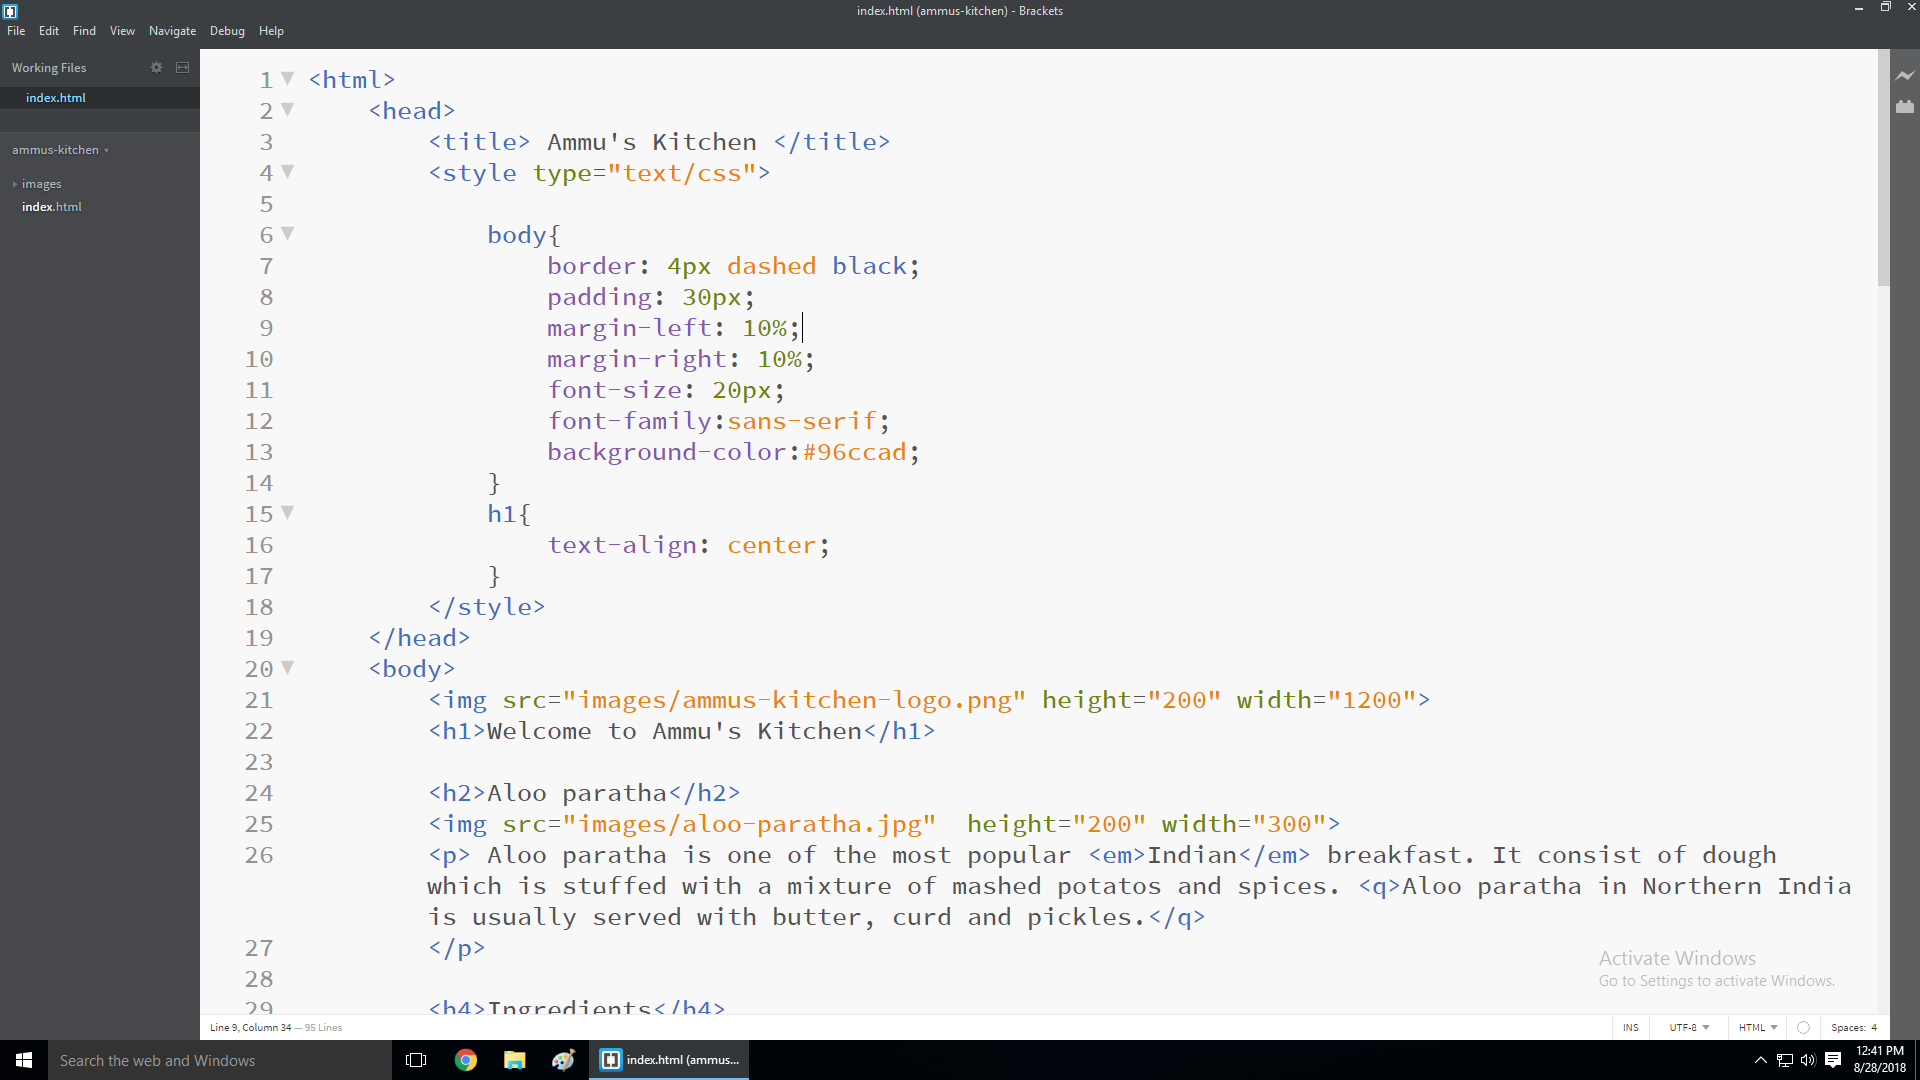 index.html (ammus-kitchen) - Brackets
File Edit Find View Navigate Debug Help
Working Files
index.html
ammus-kitchen
images
index.html
1 <html>
2 <head>
3 <title> Ammu's Kitchen </title>
4 <style type="text/css">
5
6 body{
7 border: 4px dashed black;
8 padding: 30px;
9 margin-left: 10%;
10 margin-right: 10%;
11 font-size: 20px;
12 font-family:sans-serif;
13 background-color:#96ccad;
14 }
15 h1{
16 text-align: center;
17 }
18 </style>
19 </head>
20 <body>
21 <img src="images/ammus-kitchen-logo.png" height="200" width="1200">
22 <h1>Welcome to Ammu's Kitchen</h1>
23
24 <h2>Aloo paratha</h2>
25 <img src="images/aloo-paratha.jpg"  height="200" width="300">
26 <p> Aloo paratha is one of the most popular <em>Indian</em> breakfast. It consist of dough
which is stuffed with a mixture of mashed potatos and spices. <q>Aloo paratha in Northern India
is usually served with butter, curd and pickles.</q>
27 </p>
28
29 <h4>Ingredients</h4>
Activate Windows
Go to Settings to activate Windows.
Line 9, Column 34 — 95 Lines
INS UTF-8 HTML Spaces: 4
Search the web and Windows
index.html (ammus...
12:41 PM
8/28/2018